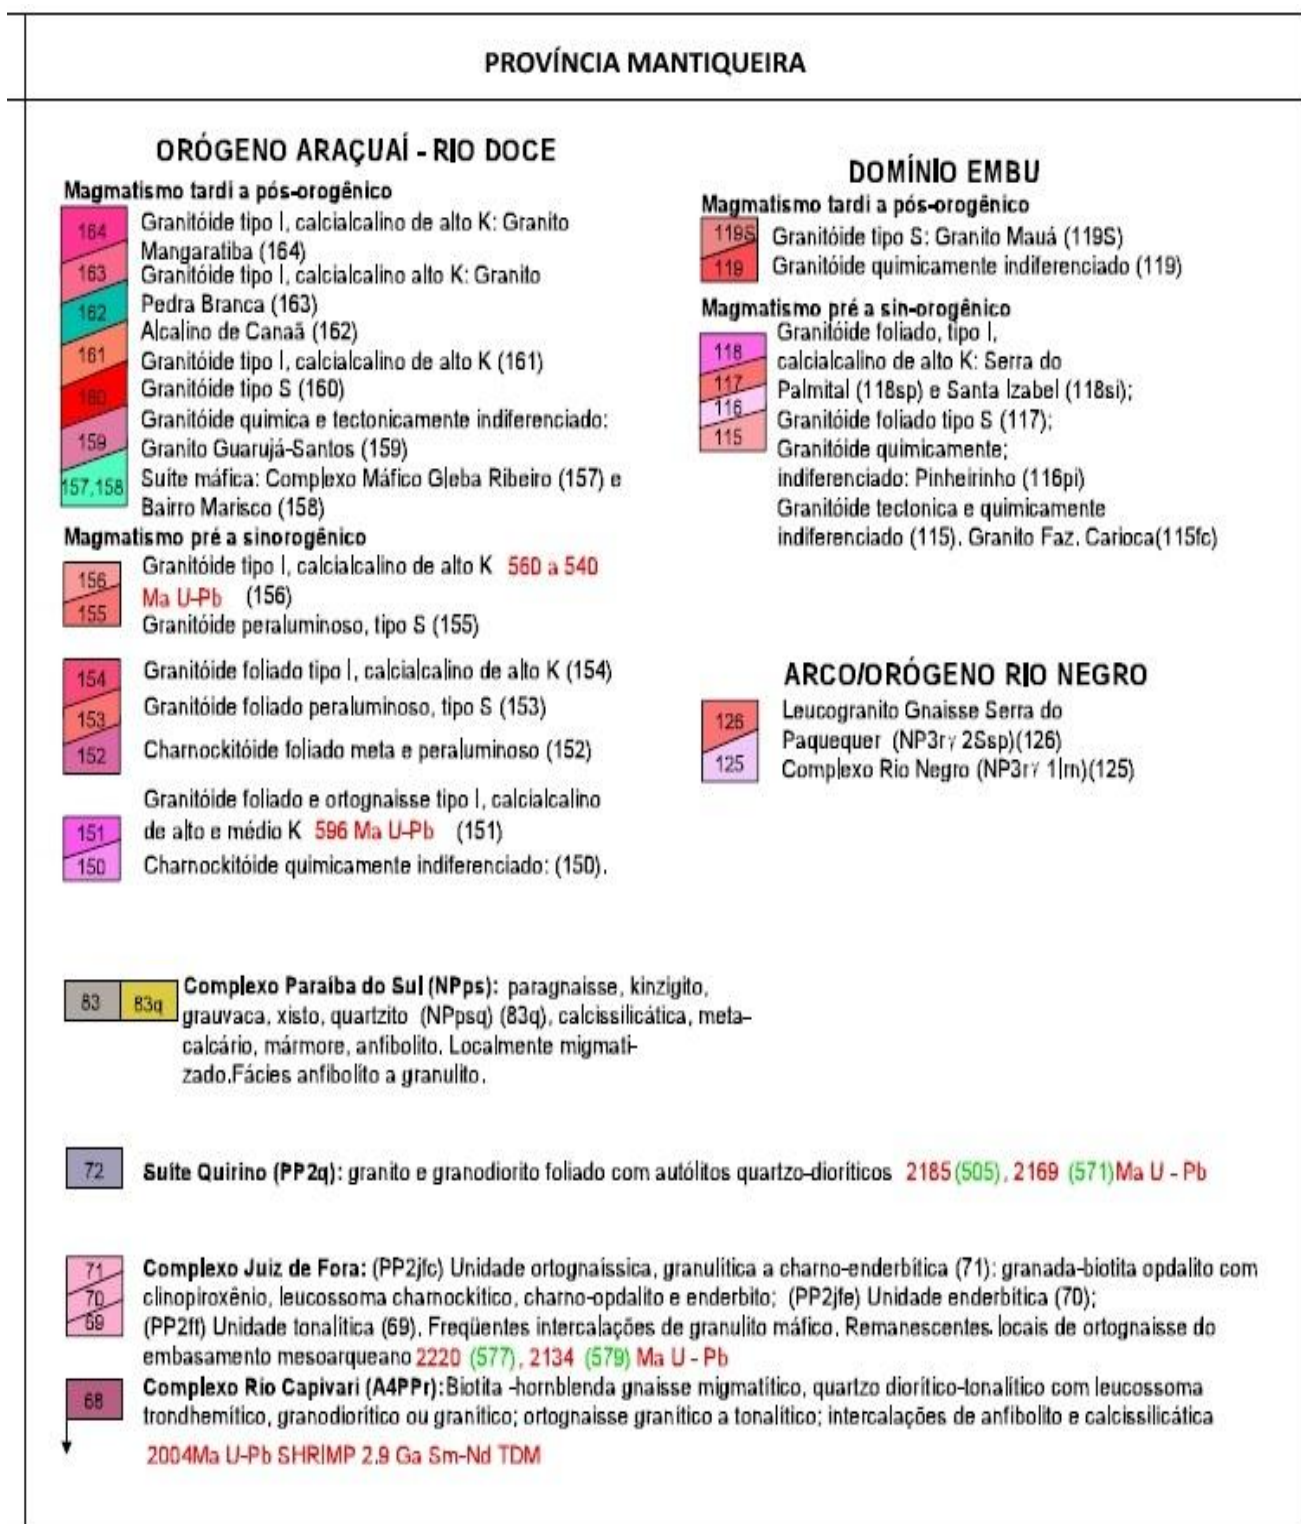 PROVÍNCIA MANTIQUEIRA
ORÓGENO ARAÇUAÍ - RIO DOCE
Magmatismo tardi a pós-orogênico
164
163
162
161
160
159
157,158
Granitóide tipo I, calcialcalino de alto K: Granito
Mangaratiba (164)
Granitóide tipo I, calcialcalino alto K: Granito
Pedra Branca (163)
Alcalino de Canaã (162)
Granitóide tipo I, calcialcalino de alto K (161)
Granitóide tipo S (160)
Granitóide quimica e tectonicamente indiferenciado:
Granito Guarujá-Santos (159)
Suíte máfica: Complexo Máfico Gleba Ribeiro (157) e
Bairro Marisco (158)
Magmatismo pré a sinorogênico
156
155
Granitóide tipo I, calcialcalino de alto K 560 a 540
Ma U-Pb (156)
Granitóide peraluminoso, tipo S (155)
154
153
152
Granitóide foliado tipo I, calcialcalino de alto K (154)
Granitóide foliado peraluminoso, tipo S (153)
Charnockitóide foliado meta e peraluminoso (152)
151
150
Granitóide foliado e ortognaisse tipo I, calcialcalino
de alto e médio K 596 Ma U-Pb (151)
Charnockitóide quimicamente indiferenciado: (150).
DOMÍNIO EMBU
Magmatismo tardi a pós-orogênico
119S
119
Granitóide tipo S: Granito Mauá (119S)
Granitóide quimicamente indiferenciado (119)
Magmatismo pré a sin-orogênico
118
117
116
115
Granitóide foliado, tipo I,
calcialcalino de alto K: Serra do
Palmital (118sp) e Santa Izabel (118si);
Granitóide foliado tipo S (117);
Granitóide quimicamente;
indiferenciado: Pinheirinho (116pi)
Granitóide tectonica e quimicamente
indiferenciado (115). Granito Faz. Carioca(115fc)
ARCO/ORÓGENO RIO NEGRO
126
125
Leucogranito Gnaisse Serra do
Paquequer (NP3rγ 2Ssp)(126)
Complexo Rio Negro (NP3rγ 1Irn)(125)
83 83q
Complexo Paraíba do Sul (NPps): paragnaisse, kinzigito,
grauvaca, xisto, quartzito (NPpsq) (83q), calcissilicática, meta-
calcário, mármore, anfibolito. Localmente migmati-
zado.Fácies anfibolito a granulito.
72
Suíte Quirino (PP2q): granito e granodiorito foliado com autólitos quartzo-dioríticos 2185 (505), 2169 (571)Ma U - Pb
71
70
69
Complexo Juiz de Fora: (PP2jfc) Unidade ortognaíssica, granulítica a charno-enderbítica (71): granada-biotita opdalito com
clinopiroxênio, leucossoma charnockítico, charno-opdalito e enderbito; (PP2jfe) Unidade enderbítica (70);
(PP2ft) Unidade tonalítica (69). Freqüentes intercalações de granulito máfico. Remanescentes. locais de ortognaisse do
embasamento mesoarqueano 2220 (577), 2134 (579) Ma U - Pb
68
Complexo Rio Capivari (A4PPr):Biotita -hornblenda gnaisse migmatítico, quartzo diorítico-tonalítico com leucossoma
trondhemítico, granodiorítico ou granítico; ortognaisse granítico a tonalítico; intercalações de anfibolito e calcissilicática
2004Ma U-Pb SHRIMP 2.9 Ga Sm-Nd TDM